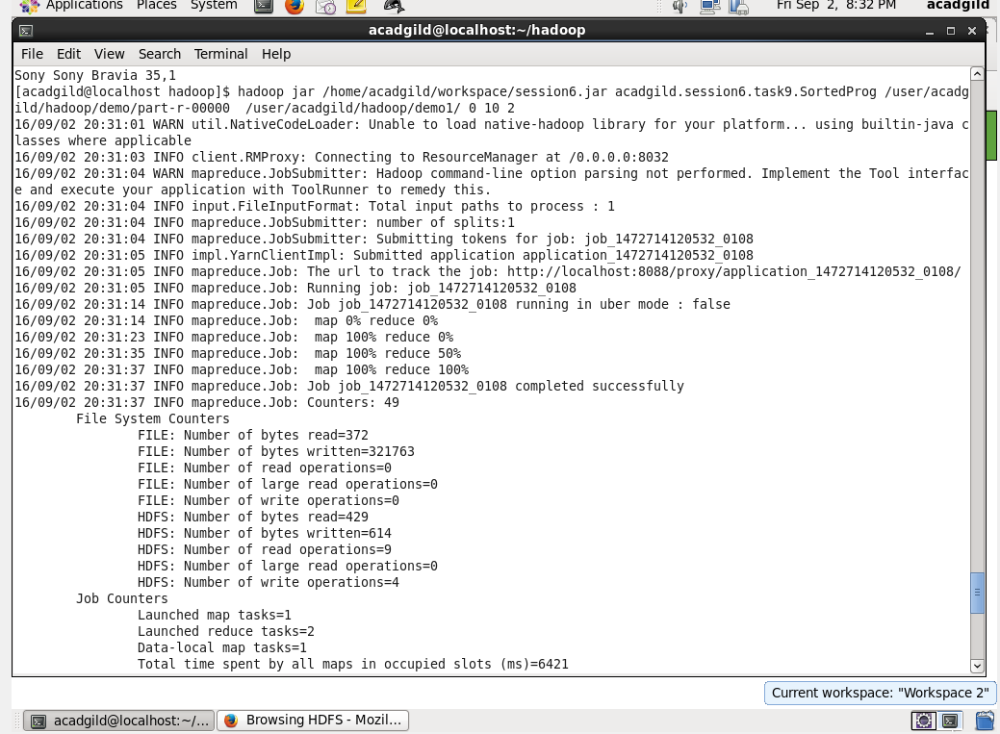 Applications Places System Fri Sep 2, 8:32 PM acadgild
acadgild@localhost:~/hadoop
File Edit View Search Terminal Help
Sony Sony Bravia 35,1
[acadgild@localhost hadoop]$ hadoop jar /home/acadgild/workspace/session6.jar acadgild.session6.task9.SortedProg /user/acadg
ild/hadoop/demo/part-r-00000  /user/acadgild/hadoop/demo1/ 0 10 2
16/09/02 20:31:01 WARN util.NativeCodeLoader: Unable to load native-hadoop library for your platform... using builtin-java c
lasses where applicable
16/09/02 20:31:03 INFO client.RMProxy: Connecting to ResourceManager at /0.0.0.0:8032
16/09/02 20:31:04 WARN mapreduce.JobSubmitter: Hadoop command-line option parsing not performed. Implement the Tool interfac
e and execute your application with ToolRunner to remedy this.
16/09/02 20:31:04 INFO input.FileInputFormat: Total input paths to process : 1
16/09/02 20:31:04 INFO mapreduce.JobSubmitter: number of splits:1
16/09/02 20:31:04 INFO mapreduce.JobSubmitter: Submitting tokens for job: job_1472714120532_0108
16/09/02 20:31:05 INFO impl.YarnClientImpl: Submitted application application_1472714120532_0108
16/09/02 20:31:05 INFO mapreduce.Job: The url to track the job: http://localhost:8088/proxy/application_1472714120532_0108/
16/09/02 20:31:05 INFO mapreduce.Job: Running job: job_1472714120532_0108
16/09/02 20:31:14 INFO mapreduce.Job: Job job_1472714120532_0108 running in uber mode : false
16/09/02 20:31:14 INFO mapreduce.Job:  map 0% reduce 0%
16/09/02 20:31:23 INFO mapreduce.Job:  map 100% reduce 0%
16/09/02 20:31:35 INFO mapreduce.Job:  map 100% reduce 50%
16/09/02 20:31:37 INFO mapreduce.Job:  map 100% reduce 100%
16/09/02 20:31:37 INFO mapreduce.Job: Job job_1472714120532_0108 completed successfully
16/09/02 20:31:37 INFO mapreduce.Job: Counters: 49
File System Counters
FILE: Number of bytes read=372
FILE: Number of bytes written=321763
FILE: Number of read operations=0
FILE: Number of large read operations=0
FILE: Number of write operations=0
HDFS: Number of bytes read=429
HDFS: Number of bytes written=614
HDFS: Number of read operations=9
HDFS: Number of large read operations=0
HDFS: Number of write operations=4
Job Counters
Launched map tasks=1
Launched reduce tasks=2
Data-local map tasks=1
Total time spent by all maps in occupied slots (ms)=6421
Current workspace: "Workspace 2"
acadgild@localhost:~/... Browsing HDFS - Mozil...